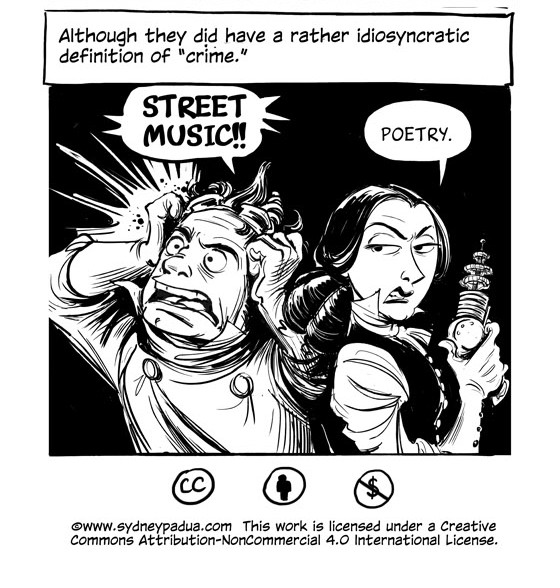 Although they did have a rather idiosyncratic
definition of "crime."
STREET
MUSIC!!
POETRY.
CC
$
©www.sydneypadua.com This work is licensed under a Creative
Commons Attribution-NonCommercial 4.0 International License.